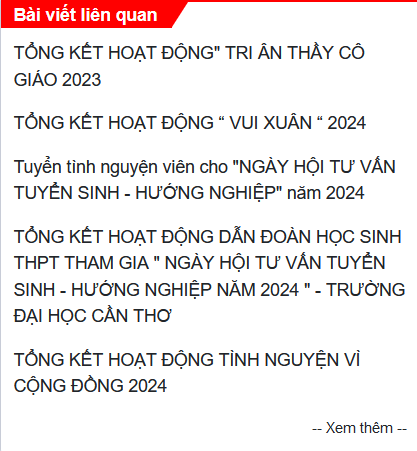 Bài viết liên quan
TỔNG KẾT HOẠT ĐỘNG" TRI ÂN THẦY CÔ
GIÁO 2023
TỔNG KẾT HOẠT ĐỘNG “ VUI XUÂN “ 2024
Tuyển tình nguyện viên cho "NGÀY HỘI TƯ VẤN
TUYỂN SINH - HƯỚNG NGHIỆP" năm 2024
TỔNG KẾT HOẠT ĐỘNG DẪN ĐOÀN HỌC SINH
THPT THAM GIA " NGÀY HỘI TƯ VẤN TUYỂN
SINH - HƯỚNG NGHIỆP NĂM 2024 " - TRƯỜNG
ĐẠI HỌC CẦN THƠ
TỔNG KẾT HOẠT ĐỘNG TÌNH NGUYỆN VÌ
CỘNG ĐỒNG 2024
-- Xem thêm --